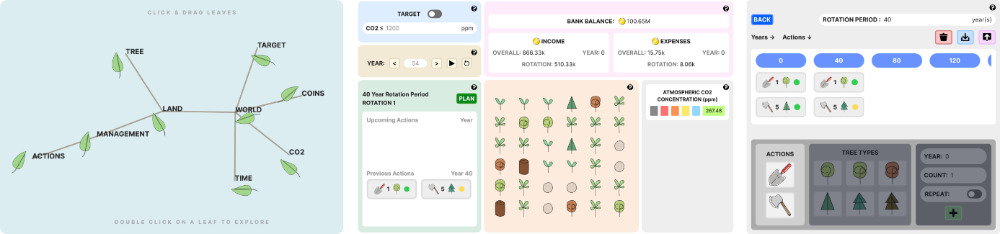 CLICK & DRAG LEAVES
TREE
TARGET
COINS
LAND
WORLD
MANAGEMENT
ACTIONS
CO2
TIME
DOUBLE CLICK ON A LEAF TO EXPLORE
TARGET
CO2 ≤ 1200 ppm
YEAR: < 54 >
40 Year Rotation Period
ROTATION 1
PLAN
Upcoming Actions Year
Previous Actions Year 40
1 5
BANK BALANCE: 100.65M
INCOME
OVERALL: 666.33k YEAR: 0
ROTATION: 510.33k
EXPENSES
OVERALL: 15.75k YEAR: 0
ROTATION: 8.06k
ATMOSPHERIC CO2
CONCENTRATION (ppm)
267.48
BACK
ROTATION PERIOD : 40 year(s)
Years → Actions ↓
0 40 80 120
1 1
5 5
ACTIONS
TREE TYPES
YEAR: 0
COUNT: 1
REPEAT: